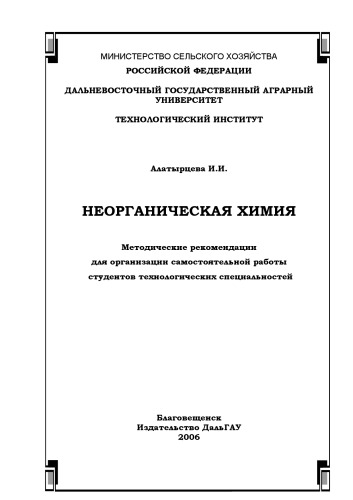 МИНИСТЕРСТВО СЕЛЬСКОГО ХОЗЯЙСТВА
РОССИЙСКОЙ ФЕДЕРАЦИИ
ДАЛЬНЕВОСТОЧНЫЙ ГОСУДАРСТВЕННЫЙ АГРАРНЫЙ
УНИВЕРСИТЕТ
ТЕХНОЛОГИЧЕСКИЙ ИНСТИТУТ
Алатырцева И.И.
НЕОРГАНИЧЕСКАЯ ХИМИЯ
Методические рекомендации
для организации самостоятельной работы
студентов технологических специальностей
Благовещенск
Издательство ДальГАУ
2006